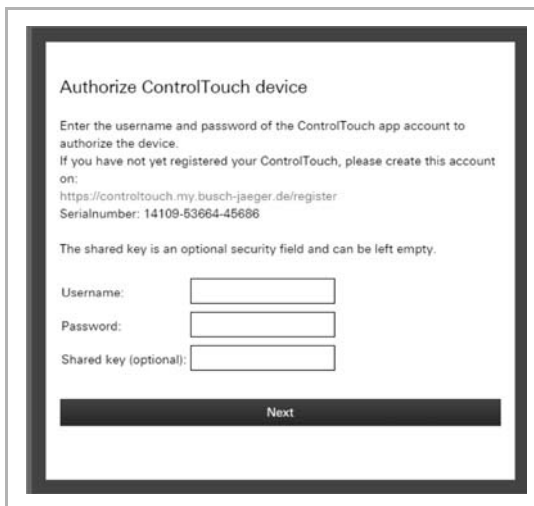 Authorize ControlTouch device
Enter the username and password of the ControlTouch app account to
authorize the device.
If you have not yet registered your ControlTouch, please create this account
on:
https://controltouch.my.busch-jaeger.de/register
Serialnumber: 14109-53664-45686
The shared key is an optional security field and can be left empty.
Username:
Password:
Shared key (optional):
Next